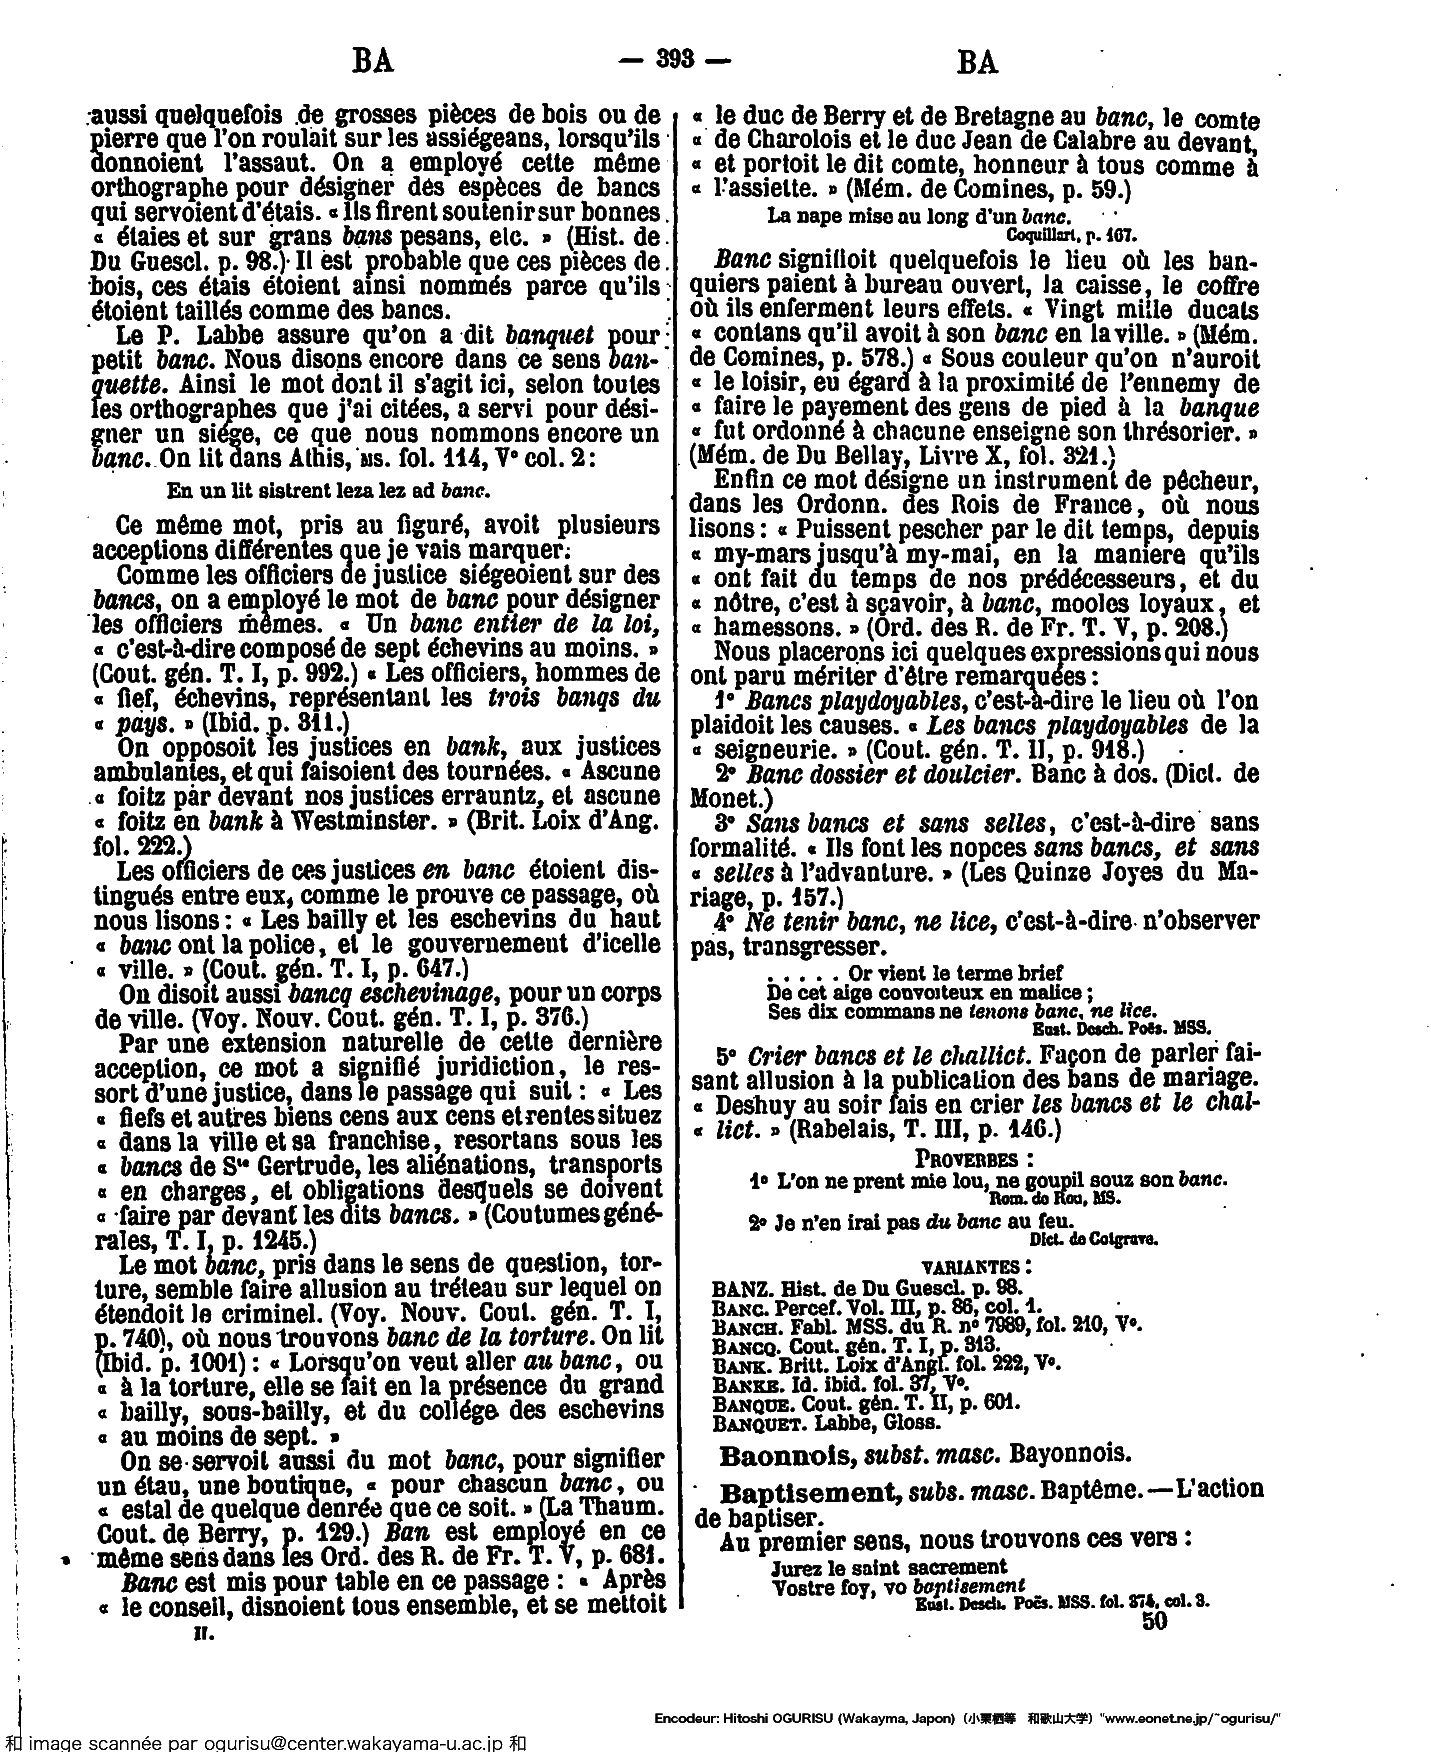 BA — 393 — BA
aussi quelquefois de grosses pièces de bois ou de
pierre que l'on roulait sur les assiégeans, lorsqu'ils
donnoient l'assaut. On a employé cette même
orthographe pour désigner des espèces de bancs
qui servoient d'étais. « Ils firent soutenir sur bonnes
« étaies et sur grans bans pesans, etc. » (Hist. de
Du Guescl. p. 98.) Il est probable que ces pièces de
bois, ces étais étoient ainsi nommés parce qu'ils
étoient taillés comme des bancs.
Le P. Labbe assure qu'on a dit banquet pour
petit banc. Nous disons encore dans ce sens ban-
quette. Ainsi le mot dont il s'agit ici, selon toutes
les orthographes que j'ai citées, a servi pour dési-
gner un siége, ce que nous nommons encore un
banc. On lit dans Athis, MS. fol. 114, V° col. 2 :
En un lit sistrent leza lez ad banc.
Ce même mot, pris au figuré, avoit plusieurs
acceptions différentes que je vais marquer.
Comme les officiers de justice siégeoient sur des
bancs, on a employé le mot de banc pour désigner
les officiers mêmes. « Un banc entier de la loi,
« c'est-à-dire composé de sept échevins au moins. »
(Cout. gén. T. I, p. 992.) « Les officiers, hommes de
« fief, échevins, représentant les trois banqs du
« pays. » (Ibid. p. 311.)
On opposoit les justices en bank, aux justices
ambulantes, et qui faisoient des tournées. « Ascune
« foitz par devant nos justices errauntz, et ascune
« foitz en bank à Westminster. » (Brit. Loix d'Ang.
fol. 222.)
Les officiers de ces justices en banc étoient dis-
tingués entre eux, comme le prouve ce passage, où
nous lisons : « Les bailly et les eschevins du haut
« banc ont la police, et le gouvernement d'icelle
« ville. » (Cout. gén. T. I, p. 647.)
On disoit aussi bancq eschevinage, pour un corps
de ville. (Voy. Nouv. Cout. gén. T. I, p. 376.)
Par une extension naturelle de cette dernière
acception, ce mot a signifié juridiction, le res-
sort d'une justice, dans le passage qui suit : « Les
« fiefs et autres biens cens aux cens et rentes situez
« dans la ville et sa franchise, resortans sous les
« bancs de Ste Gertrude, les aliénations, transports
« en charges, et obligations desquels se doivent
« faire par devant les dits bancs. » (Coutumes géné-
rales, T. I, p. 1245.)
Le mot banc, pris dans le sens de question, tor-
ture, semble faire allusion au tréteau sur lequel on
étendoit le criminel. (Voy. Nouv. Cout. gén. T. I,
p. 740), où nous trouvons banc de la torture. On lit
(Ibid. p. 1001) : « Lorsqu'on veut aller au banc, ou
« à la torture, elle se fait en la présence du grand
« bailly, sous-bailly, et du collége des eschevins
« au moins de sept. »
On se servoit aussi du mot banc, pour signifier
un étau, une boutique, « pour chascun banc, ou
« estal de quelque denrée que ce soit. » (La Thaum.
Cout. de Berry, p. 129.) Ban est employé en ce
même sens dans les Ord. des R. de Fr. T. V, p. 681.
Banc est mis pour table en ce passage : « Après
« le conseil, disnoient tous ensemble, et se mettoit
II.
« le duc de Berry et de Bretagne au banc, le comte
« de Charolois et le duc Jean de Calabre au devant,
« et portoit le dit comte, honneur à tous comme à
« l'assiette. » (Mém. de Comines, p. 59.)
La nape mise au long d'un banc.
Coquillart, p. 167.
Banc signifioit quelquefois le lieu où les ban-
quiers paient à bureau ouvert, la caisse, le coffre
où ils enferment leurs effets. « Vingt mille ducats
« contans qu'il avoit à son banc en la ville. » (Mém.
de Comines, p. 578.) « Sous couleur qu'on n'auroit
« le loisir, eu égard à la proximité de l'ennemy de
« faire le payement des gens de pied à la banque
« fut ordonné à chacune enseigne son thrésorier. »
(Mém. de Du Bellay, Livre X, fol. 321.)
Enfin ce mot désigne un instrument de pêcheur,
dans les Ordonn. des Rois de France, où nous
lisons : « Puissent pescher par le dit temps, depuis
« my-mars jusqu'à my-mai, en la maniere qu'ils
« ont fait du temps de nos prédécesseurs, et du
« nôtre, c'est à sçavoir, à banc, mooles loyaux, et
« hamessons. » (Ord. des R. de Fr. T. V, p. 208.)
Nous placerons ici quelques expressions qui nous
ont paru mériter d'être remarquées :
1° Bancs playdoyables, c'est-à-dire le lieu où l'on
plaidoit les causes. « Les bancs playdoyables de la
« seigneurie. » (Cout. gén. T. II, p. 918.)
2° Banc dossier et doulcier. Banc à dos. (Dict. de
Monet.)
3° Sans bancs et sans selles, c'est-à-dire sans
formalité. « Ils font les nopces sans bancs, et sans
« selles à l'advanture. » (Les Quinze Joyes du Ma-
riage, p. 157.)
4° Ne tenir banc, ne lice, c'est-à-dire n'observer
pas, transgresser.
. . . . . Or vient le terme brief
De cet aige convoiteux en malice ;
Ses dix commans ne tenons banc, ne lice.
Eust. Desch. Poës. MSS.
5° Crier bancs et le challict. Façon de parler fai-
sant allusion à la publication des bans de mariage.
« Deshuy au soir fais en crier les bancs et le chal-
« lict. » (Rabelais, T. III, p. 146.)
PROVERBES :
1° L'on ne prent mie lou, ne goupil souz son banc.
Rom. de Rou, MS.
2° Je n'en irai pas du banc au feu.
Dict. de Cotgrave.
VARIANTES :
BANZ. Hist. de Du Guescl. p. 98.
BANC. Percef. Vol. III, p. 86, col. 1.
BANCH. Fabl. MSS. du R. n° 7989, fol. 210, V°.
BANCQ. Cout. gén. T. I, p. 313.
BANK. Britt. Loix d'Angl. fol. 222, V°.
BANKE. Id. ibid. fol. 37, V°.
BANQUE. Cout. gén. T. II, p. 601.
BANQUET. Labbe, Gloss.
Baonnois, subst. masc. Bayonnois.
Baptisement, subs. masc. Baptême. — L'action
de baptiser.
Au premier sens, nous trouvons ces vers :
Jurez le saint sacrement
Vostre foy, vo baptisement
Eust. Desch. Poës. MSS. fol. 374, col. 3.
50
Encodeur: Hitoshi OGURISU (Wakayma, Japon) (小栗栖等 和歌山大学) "www.eonet.ne.jp/~ogurisu/"
和 image scannée par ogurisu@center.wakayama-u.ac.jp 和